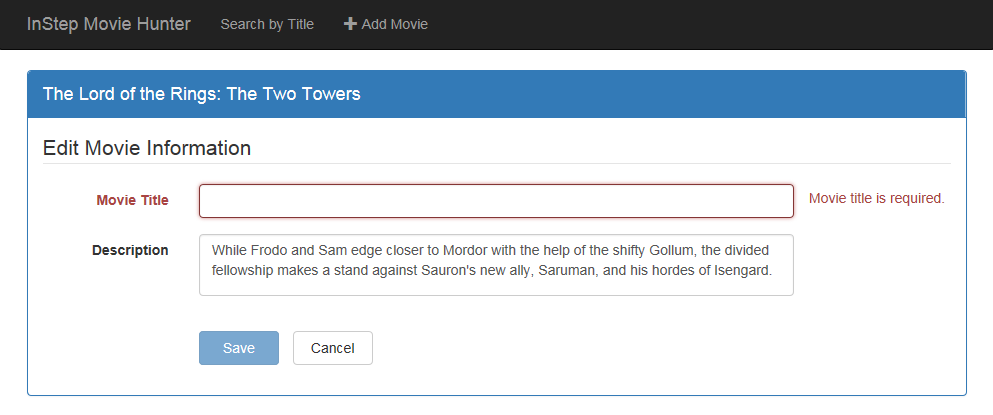 InStep Movie Hunter Search by Title Add Movie
The Lord of the Rings: The Two Towers
Edit Movie Information
Movie Title Movie title is required.
Description While Frodo and Sam edge closer to Mordor with the help of the shifty Gollum, the divided
fellowship makes a stand against Sauron's new ally, Saruman, and his hordes of Isengard.
Save Cancel